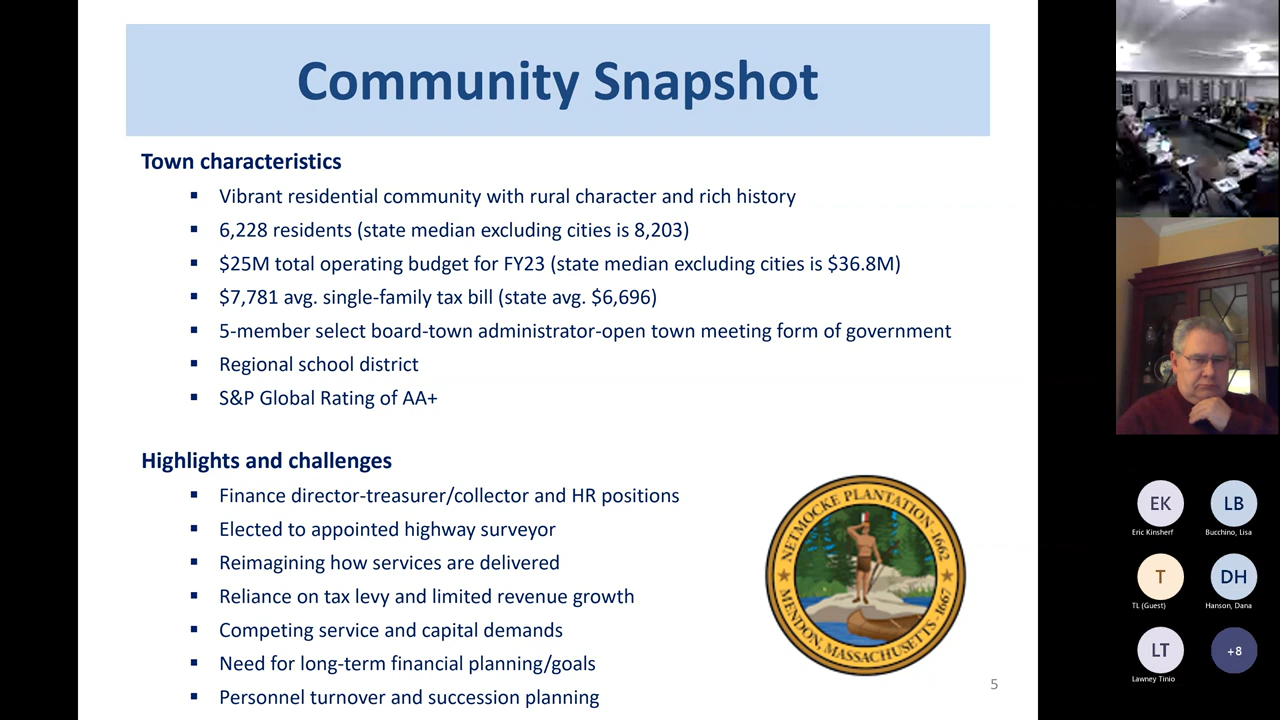 Community Snapshot
Town characteristics
▪ Vibrant residential community with rural character and rich history
▪ 6,228 residents (state median excluding cities is 8,203)
▪ $25M total operating budget for FY23 (state median excluding cities is $36.8M)
▪ $7,781 avg. single-family tax bill (state avg. $6,696)
▪ 5-member select board-town administrator-open town meeting form of government
▪ Regional school district
▪ S&P Global Rating of AA+
Highlights and challenges
▪ Finance director-treasurer/collector and HR positions
▪ Elected to appointed highway surveyor
▪ Reimagining how services are delivered
▪ Reliance on tax levy and limited revenue growth
▪ Competing service and capital demands
▪ Need for long-term financial planning/goals
▪ Personnel turnover and succession planning
NETMOCKE PLANTATION-1662
MENDON, MASSACHUSETTS-1667
5
EK
Eric Kinsherf
LB
Bucchino, Lisa
T
TL (Guest)
DH
Hanson, Dana
LT
Lawney Tinio
+8